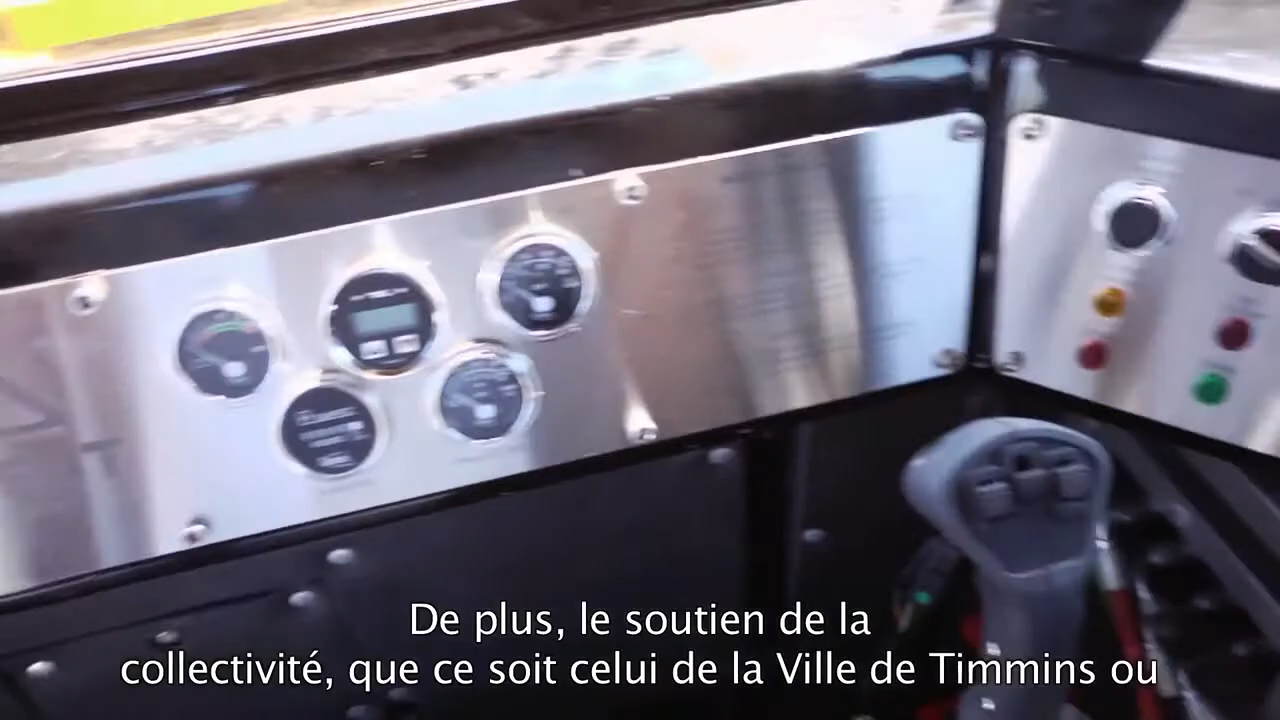 De plus, le soutien de la
collectivité, que ce soit celui de la Ville de Timmins ou